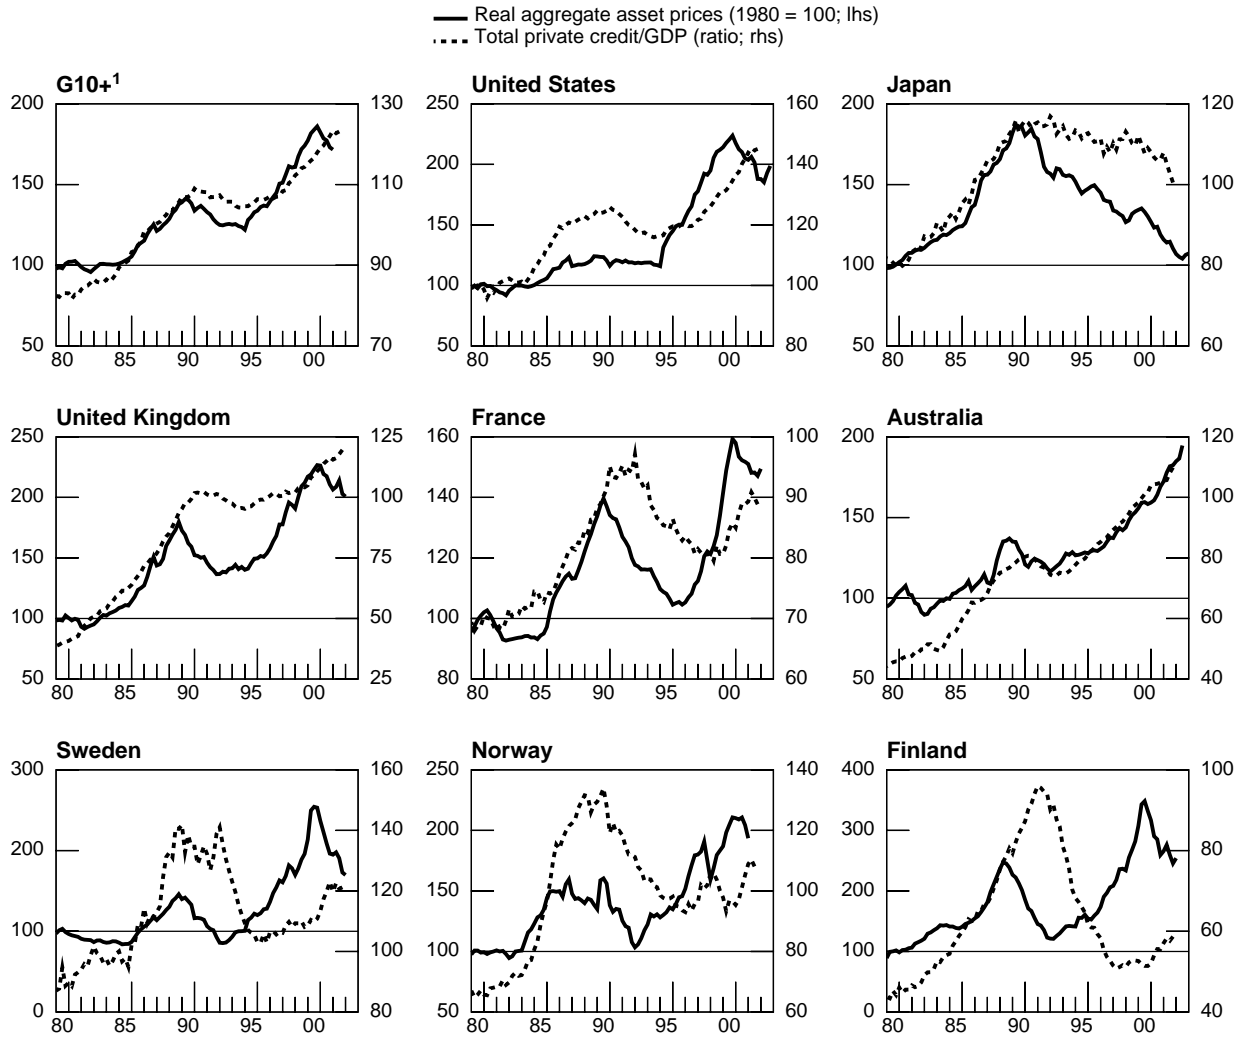 Real aggregate asset prices (1980 = 100; lhs)
Total private credit/GDP (ratio; rhs)
G10+1 United States Japan
200 130 250 160 200 120
150 110 200 140 150 100
150 120
100 90 100 100 100 80
50 70 50 80 50 60
80 85 90 95 00 80 85 90 95 00 80 85 90 95 00
United Kingdom France Australia
250 125 160 100 200 120
200 100 140 90 150 100
150 75 120 80 80
100 50 100 70 100 60
50 25 80 60 50 40
80 85 90 95 00 80 85 90 95 00 80 85 90 95 00
Sweden Norway Finland
300 160 250 140 400 100
200 140 200 120 300 80
120 150 100 200
100 100 100 80 100 60
0 80 50 60 0 40
80 85 90 95 00 80 85 90 95 00 80 85 90 95 00